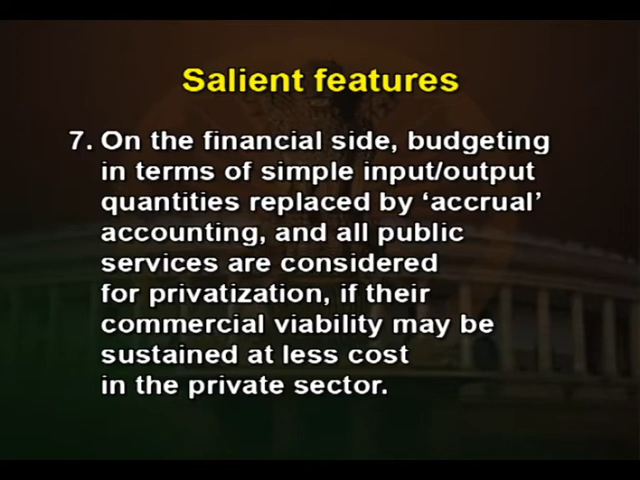 Salient features
7. On the financial side, budgeting
in terms of simple input/output
quantities replaced by ‘accrual’
accounting, and all public
services are considered
for privatization, if their
commercial viability may be
sustained at less cost
in the private sector.